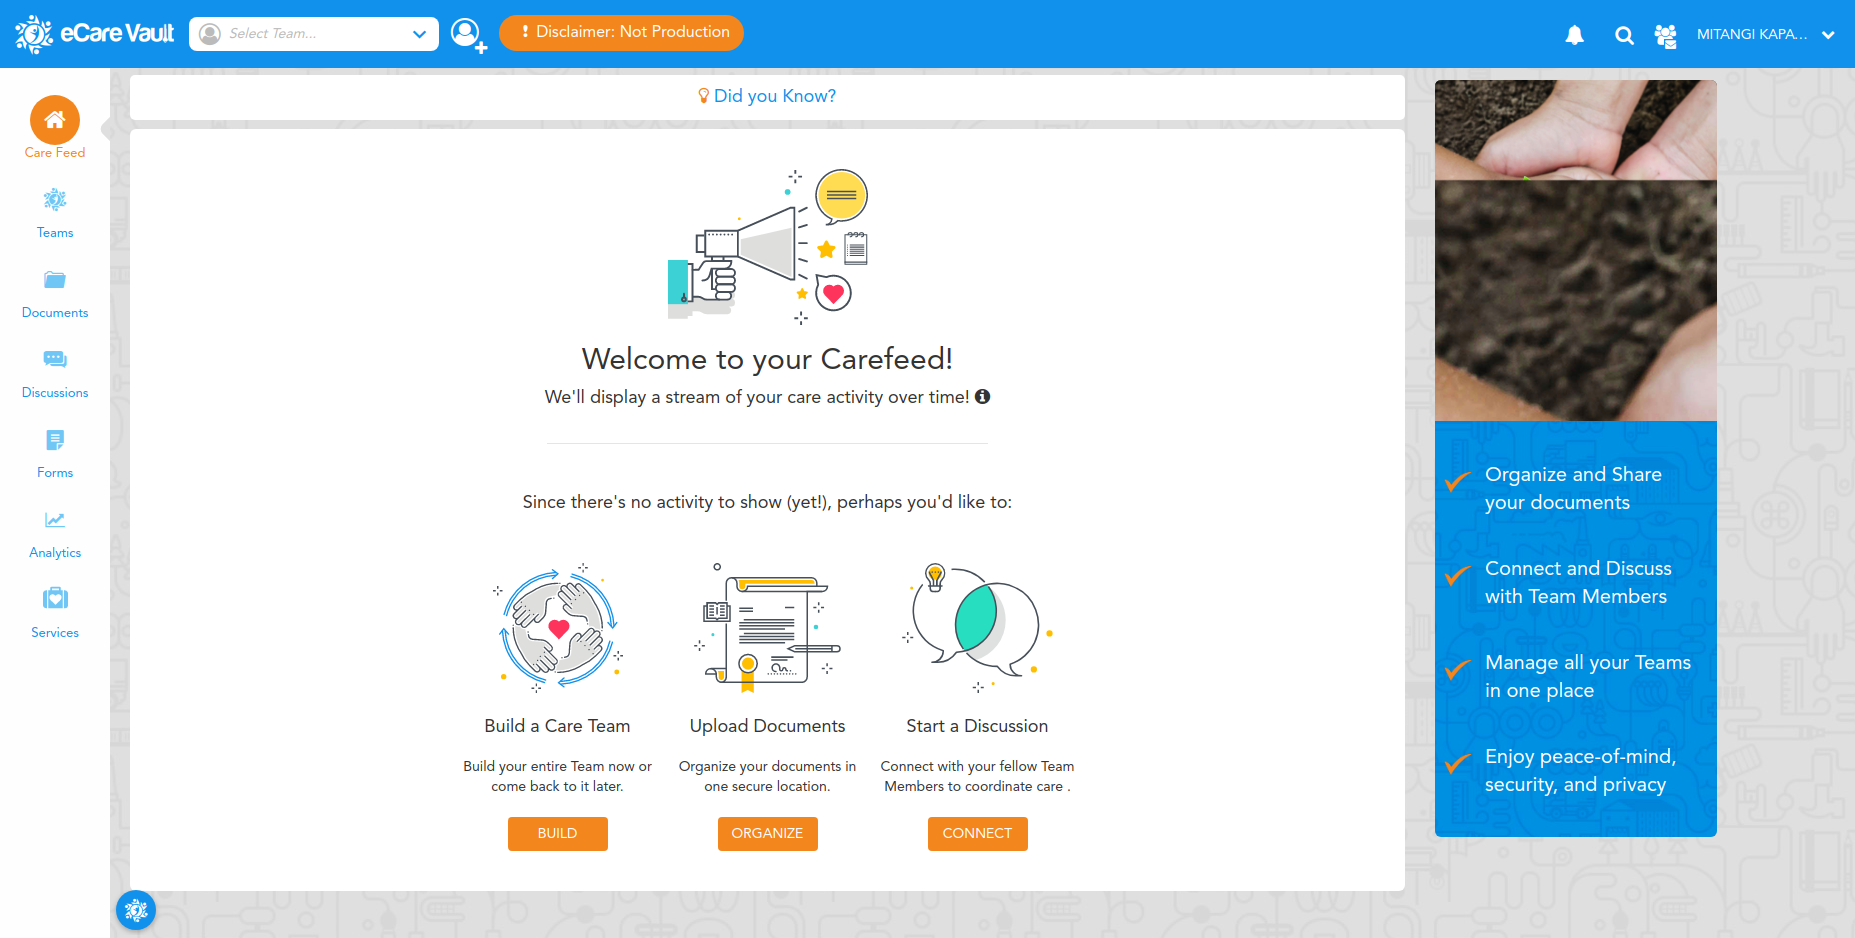 eCare Vault
Select Team...
! Disclaimer: Not Production
MITANGI KAPA...
Care Feed
Teams
Documents
Discussions
Forms
Analytics
Services
Did you Know?
Welcome to your Carefeed!
We'll display a stream of your care activity over time!
Since there's no activity to show (yet!), perhaps you'd like to:
Build a Care Team
Build your entire Team now or
come back to it later.
BUILD
Upload Documents
Organize your documents in
one secure location.
ORGANIZE
Start a Discussion
Connect with your fellow Team
Members to coordinate care .
CONNECT
Organize and Share
your documents
Connect and Discuss
with Team Members
Manage all your Teams
in one place
Enjoy peace-of-mind,
security, and privacy